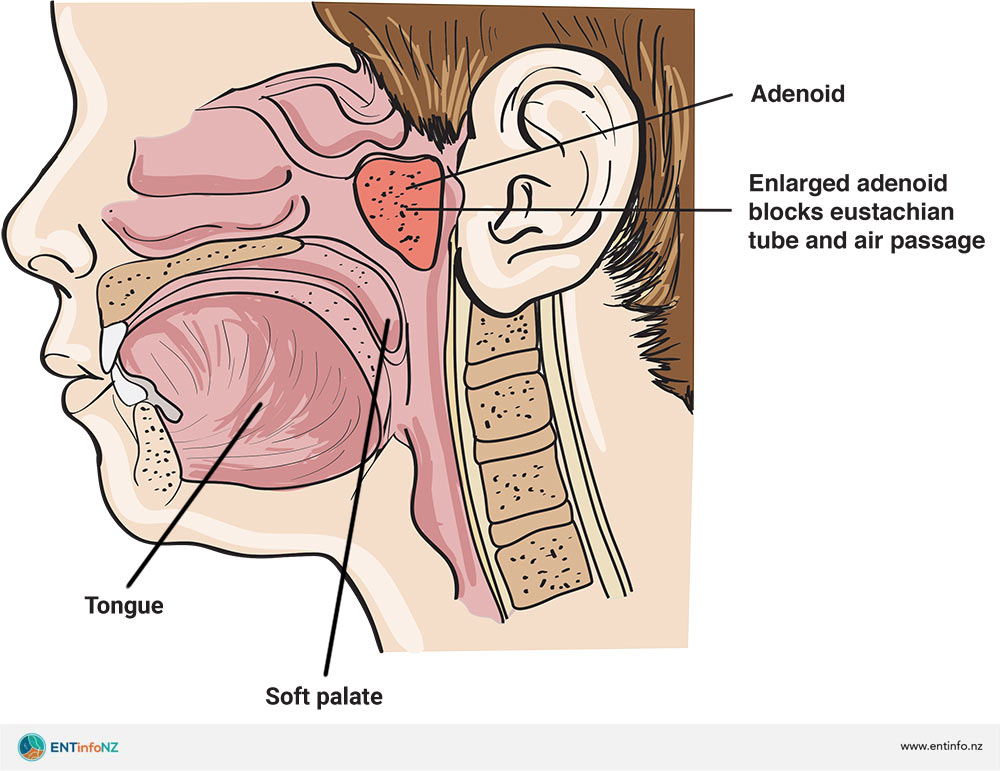 Adenoid
Enlarged adenoid
blocks eustachian
tube and air passage
Tongue
Soft palate
ENTinfoNZ
www.entinfo.nz